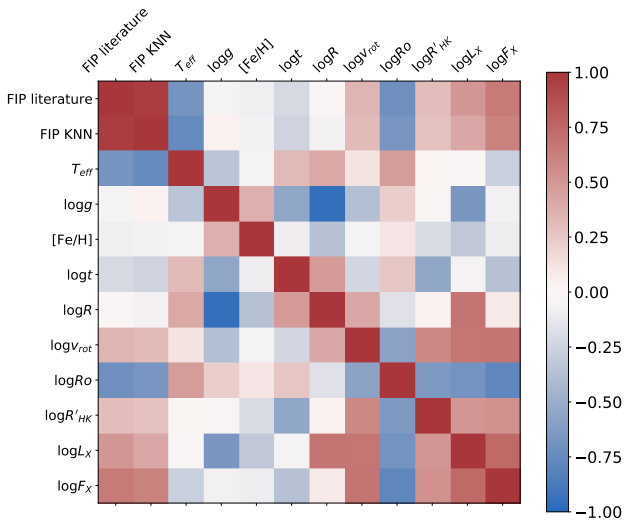 FIP literature
FIP KNN
T_eff
logg
[Fe/H]
logt
logR
logv_rot
logRo
logR'_HK
logL_X
logF_X
FIP literature
FIP KNN
T_eff
logg
[Fe/H]
logt
logR
logv_rot
logRo
logR'_HK
logL_X
logF_X
1.00
0.75
0.50
0.25
0.00
−0.25
−0.50
−0.75
−1.00